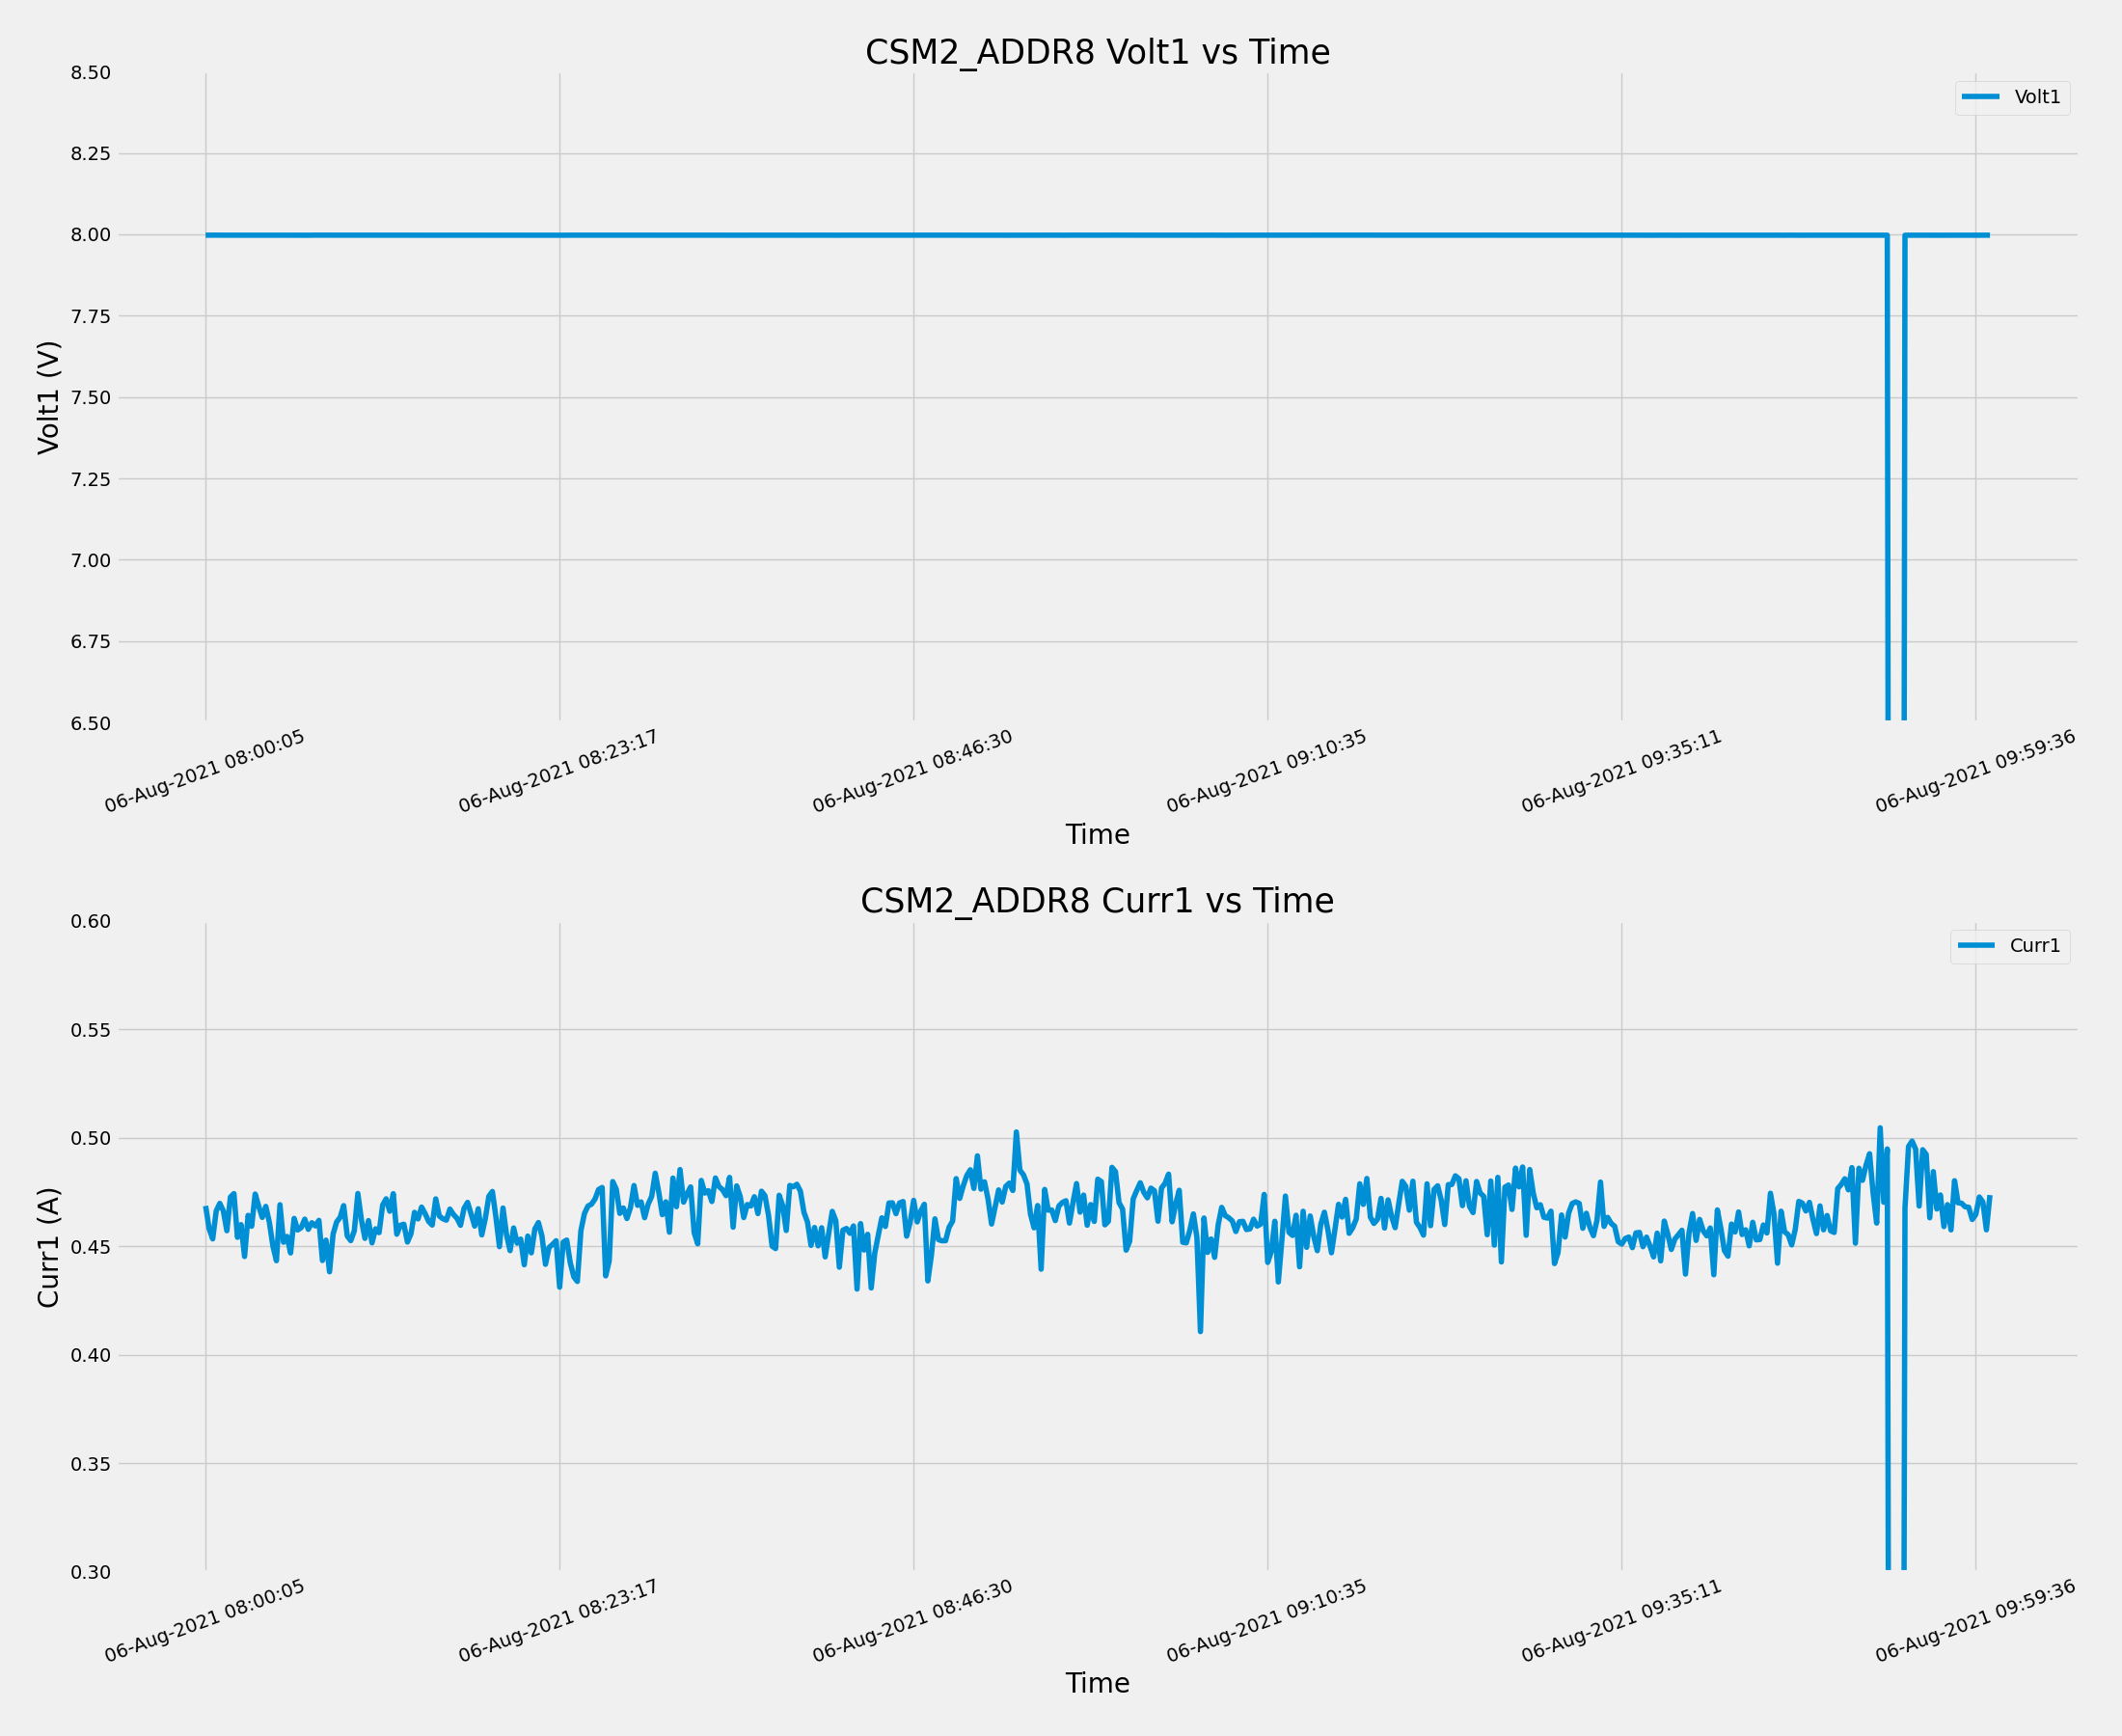 CSM2_ADDR8 Volt1 vs Time
8.50
Volt1
8.25
8.00
7.75
7.50
7.25
7.00
6.75
6.50
Volt1 (V)
06-Aug-2021 08:00:05
06-Aug-2021 08:23:17
06-Aug-2021 08:46:30
06-Aug-2021 09:10:35
06-Aug-2021 09:35:11
06-Aug-2021 09:59:36
Time
CSM2_ADDR8 Curr1 vs Time
0.60
Curr1
0.55
0.50
0.45
0.40
0.35
0.30
Curr1 (A)
06-Aug-2021 08:00:05
06-Aug-2021 08:23:17
06-Aug-2021 08:46:30
06-Aug-2021 09:10:35
06-Aug-2021 09:35:11
06-Aug-2021 09:59:36
Time